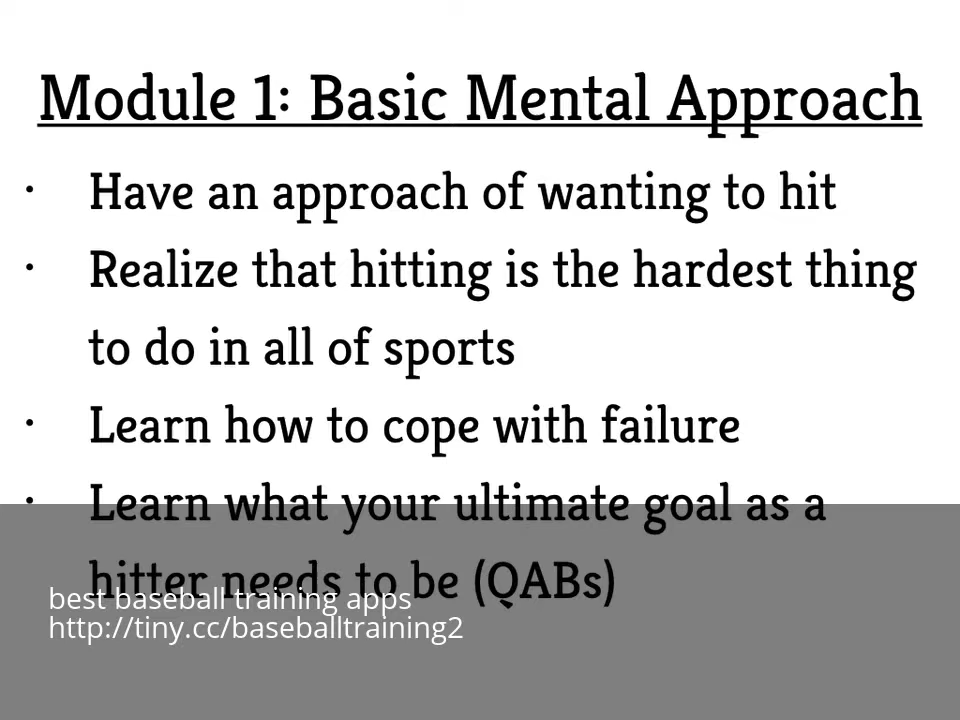 Module 1: Basic Mental Approach
· Have an approach of wanting to hit
· Realize that hitting is the hardest thing
to do in all of sports
· Learn how to cope with failure
· Learn what your ultimate goal as a
hitter needs to be (QABs)
best baseball training apps
http://tiny.cc/baseballtraining2